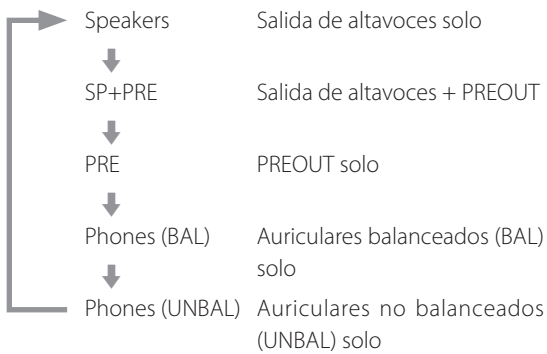 Speakers Salida de altavoces solo
SP+PRE Salida de altavoces + PREOUT
PRE PREOUT solo
Phones (BAL) Auriculares balanceados (BAL)
solo
Phones (UNBAL) Auriculares no balanceados
(UNBAL) solo